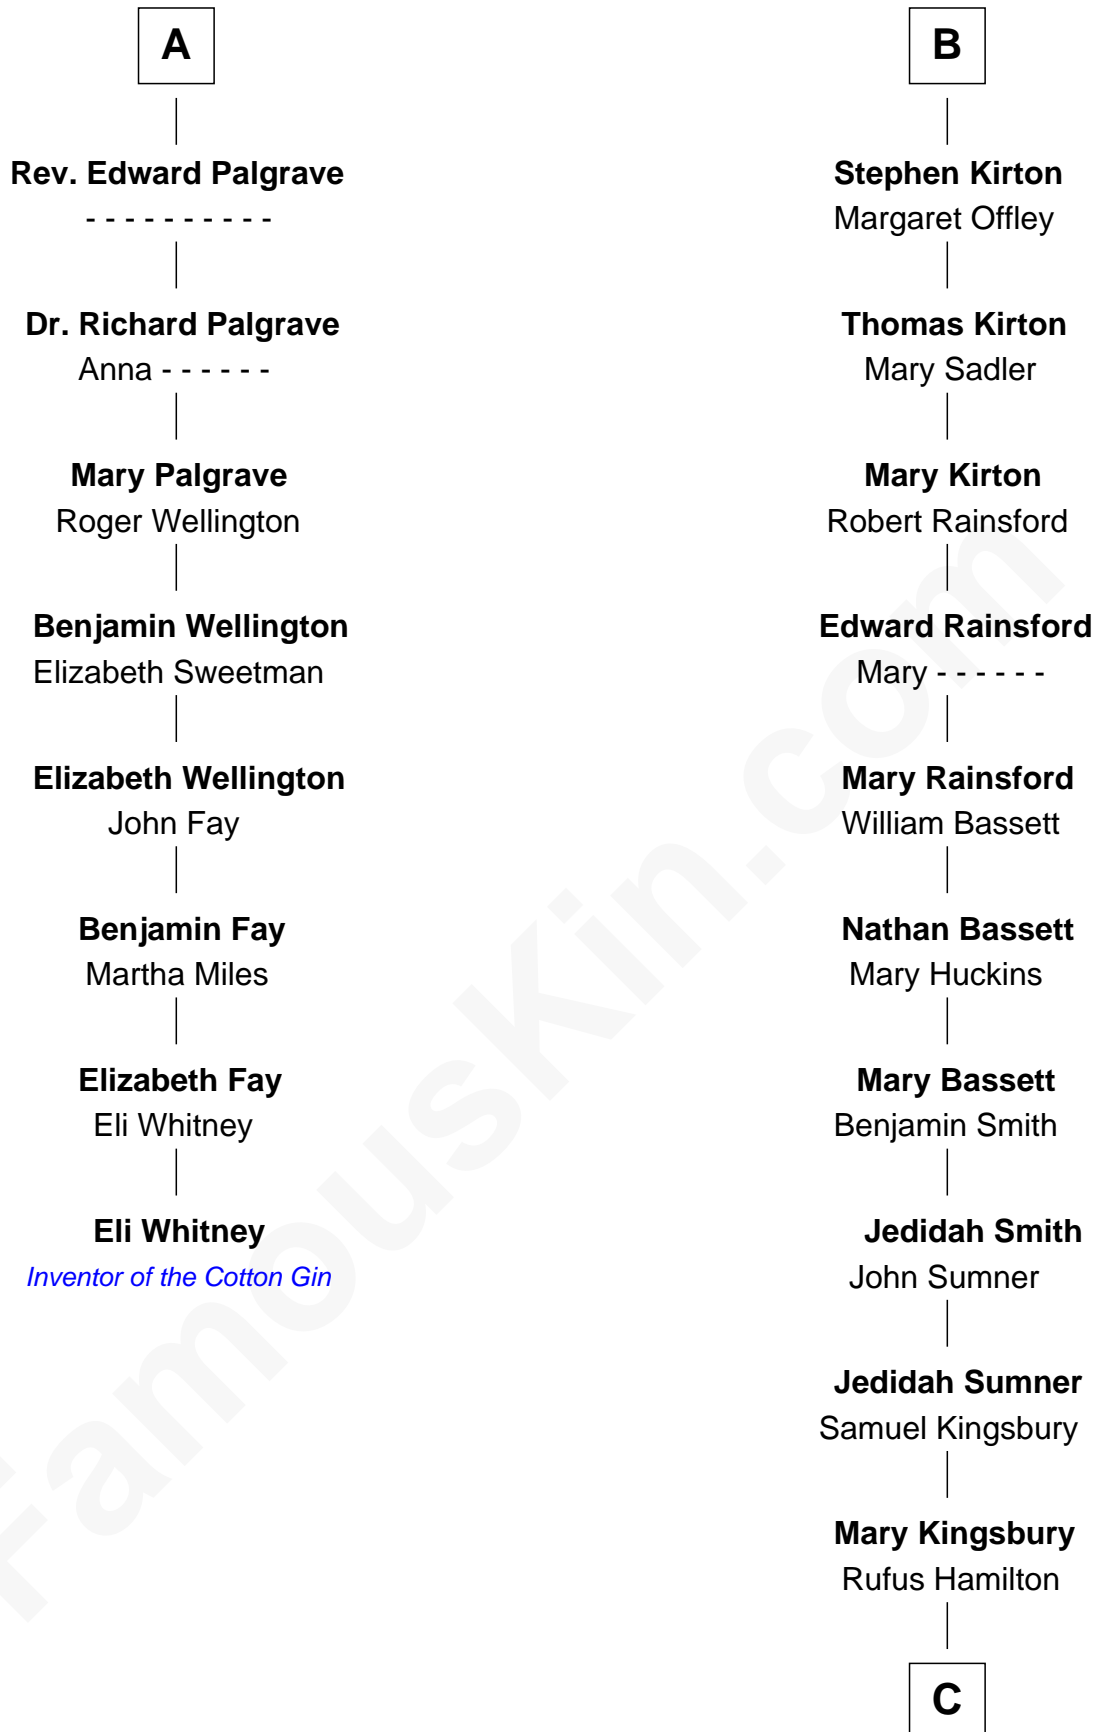 A
Rev. Edward Palgrave
- - - - - - - - - -
Dr. Richard Palgrave
Anna - - - - - -
Mary Palgrave
Roger Wellington
Benjamin Wellington
Elizabeth Sweetman
Elizabeth Wellington
John Fay
Benjamin Fay
Martha Miles
Elizabeth Fay
Eli Whitney
Eli Whitney
Inventor of the Cotton Gin
B
Stephen Kirton
Margaret Offley
Thomas Kirton
Mary Sadler
Mary Kirton
Robert Rainsford
Edward Rainsford
Mary - - - - - -
Mary Rainsford
William Bassett
Nathan Bassett
Mary Huckins
Mary Bassett
Benjamin Smith
Jedidah Smith
John Sumner
Jedidah Sumner
Samuel Kingsbury
Mary Kingsbury
Rufus Hamilton
C
FamousKin.com